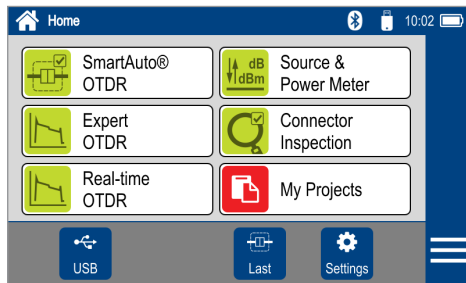 Home
10:02
SmartAuto®
OTDR
dB
dBm
Source &
Power Meter
Expert
OTDR
Connector
Inspection
Real-time
OTDR
My Projects
USB
Last
Settings